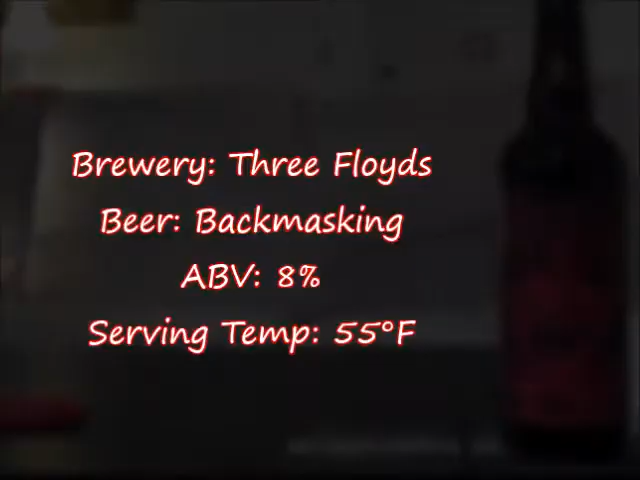 Brewery: Three Floyds
Beer: Backmasking
ABV: 8%
Serving Temp: 55°F